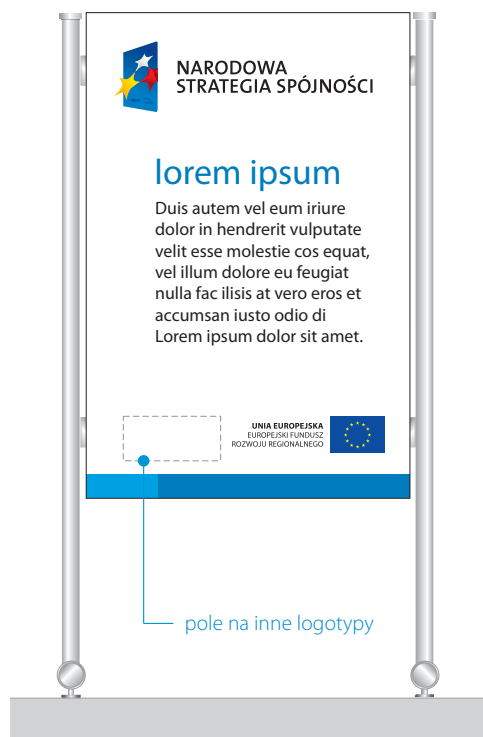 NARODOWA
STRATEGIA SPÓJNOŚCI
lorem ipsum
Duis autem vel eum iriure
dolor in hendrerit vulputate
velit esse molestie cos equat,
vel illum dolore eu feugiat
nulla fac ilisis at vero eros et
accumsan iusto odio di
Lorem ipsum dolor sit amet.
UNIA EUROPEJSKA
EUROPEJSKI FUNDUSZ
ROZWOJU REGIONALNEGO
pole na inne logotypy